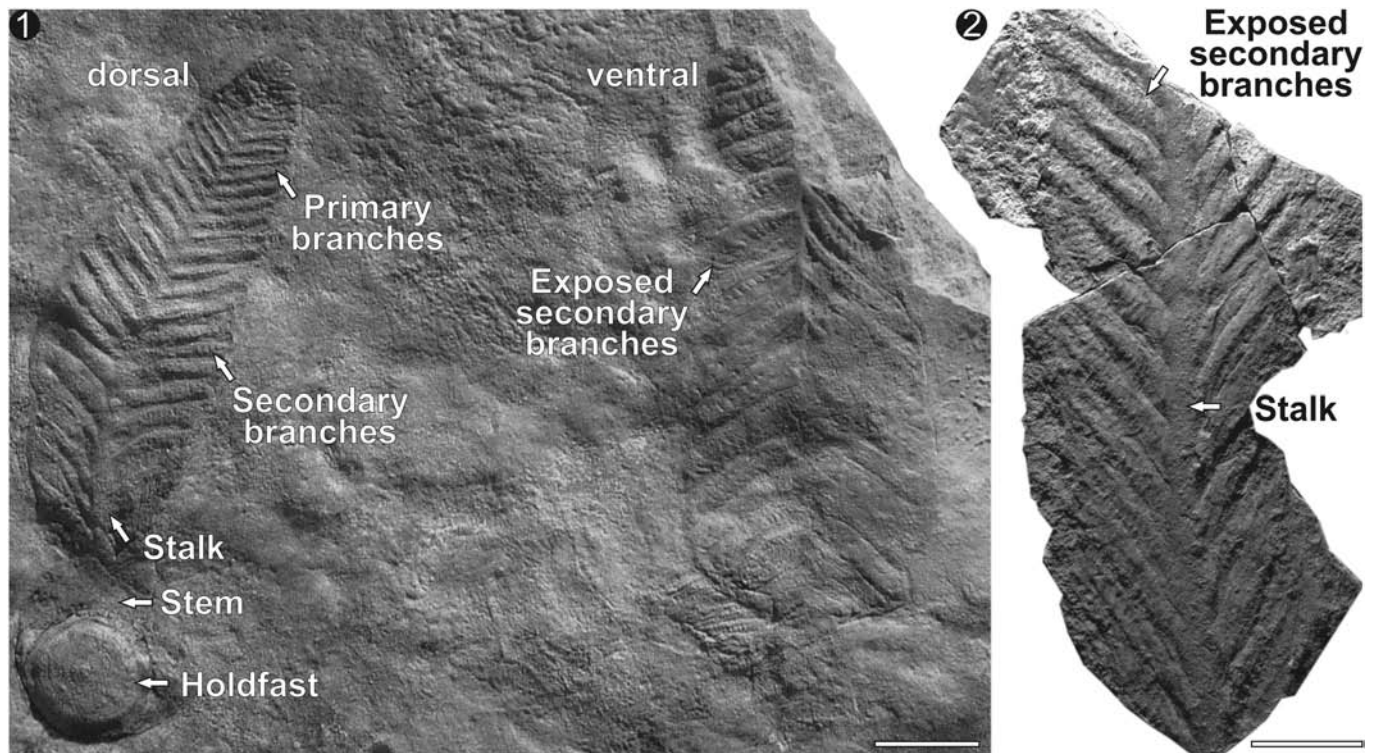 1
dorsal
ventral
Primary
branches
Exposed
secondary
branches
Secondary
branches
Stalk
Stem
Holdfast
2
Exposed
secondary
branches
Stalk